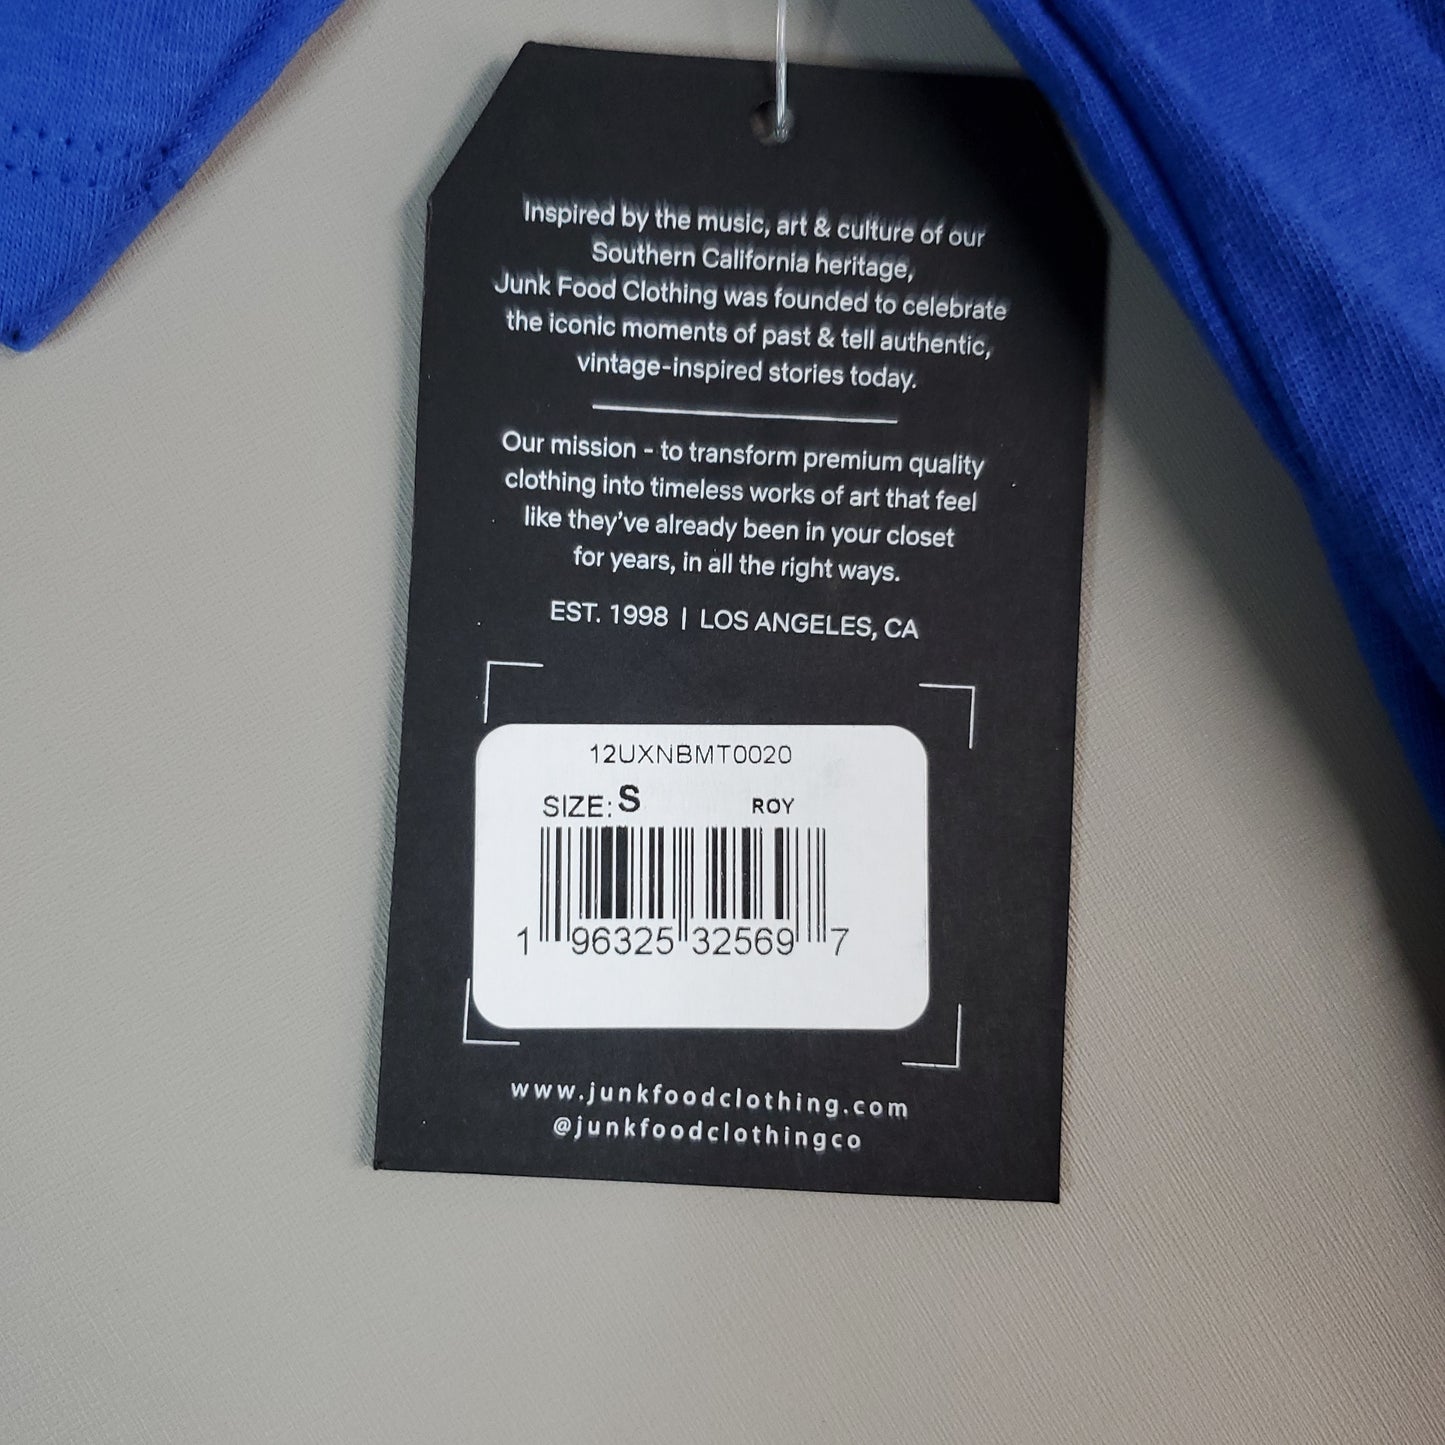 Inspired by the music, art & culture of our
Southern California heritage,
Junk Food Clothing was founded to celebrate
the iconic moments of past & tell authentic,
vintage-inspired stories today.
Our mission - to transform premium quality
clothing into timeless works of art that feel
like they've already been in your closet
for years, in all the right ways.
EST. 1998 | LOS ANGELES, CA
12UXNBMT0020
SIZE: S ROY
1 96325 32569 7
www.junkfoodclothing.com
@junkfoodclothingco